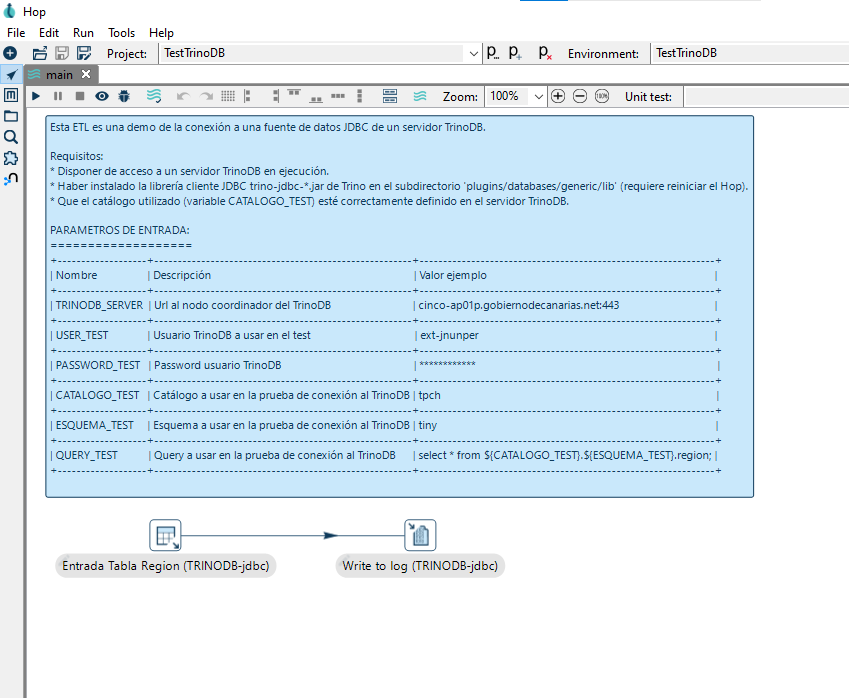 Hop
File Edit Run Tools Help
Project: TestTrinoDB P... P+ Px Environment: TestTrinoDB
main
Zoom: 100% 100% Unit test:
Esta ETL es una demo de la conexión a una fuente de datos JDBC de un servidor TrinoDB.
Requisitos:
* Disponer de acceso a un servidor TrinoDB en ejecución.
* Haber instalado la librería cliente JDBC trino-jdbc-*.jar de Trino en el subdirectorio 'plugins/databases/generic/lib' (requiere reiniciar el Hop).
* Que el catálogo utilizado (variable CATALOGO_TEST) esté correctamente definido en el servidor TrinoDB.
PARAMETROS DE ENTRADA:
===================
| Nombre | Descripción | Valor ejemplo |
| TRINODB_SERVER | Url al nodo coordinador del TrinoDB | cinco-ap01p.gobiernodecanarias.net:443 |
| USER_TEST | Usuario TrinoDB a usar en el test | ext-jnunper |
| PASSWORD_TEST | Password usuario TrinoDB | ************ |
| CATALOGO_TEST | Catálogo a usar en la prueba de conexión al TrinoDB | tpch |
| ESQUEMA_TEST | Esquema a usar en la prueba de conexión al TrinoDB | tiny |
| QUERY_TEST | Query a usar en la prueba de conexión al TrinoDB | select * from ${CATALOGO_TEST}.${ESQUEMA_TEST}.region; |
Entrada Tabla Region (TRINODB-jdbc) Write to log (TRINODB-jdbc)